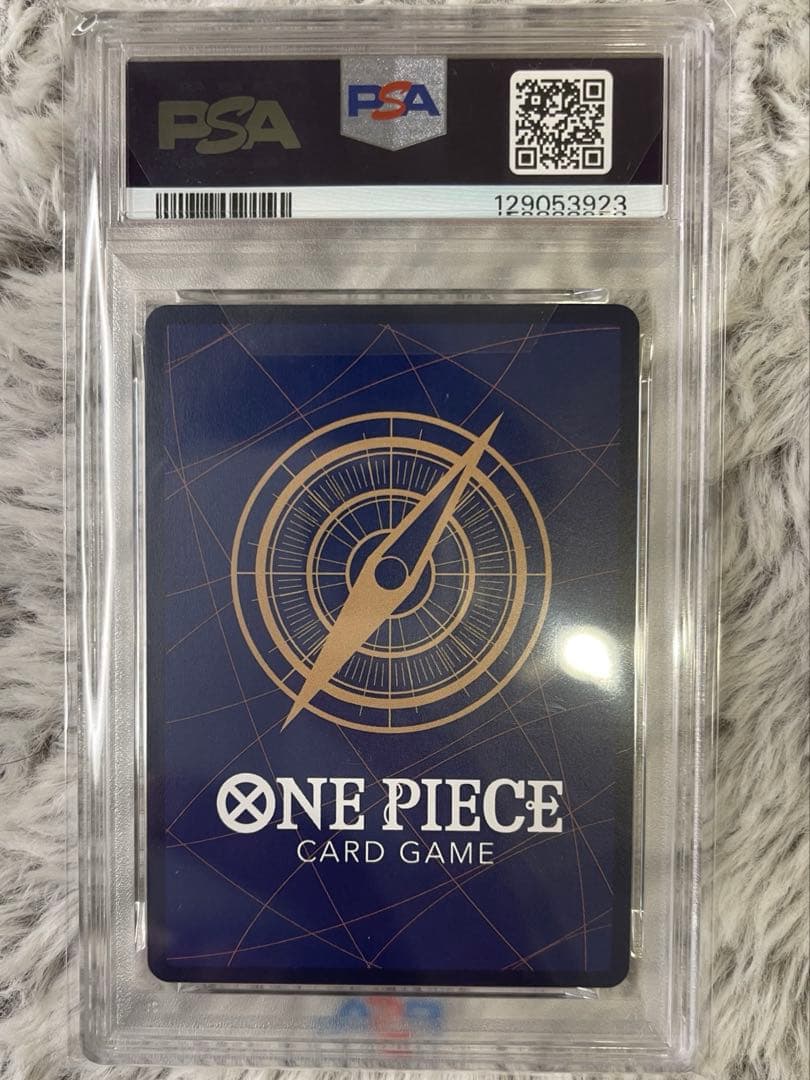 PSA PSA
129053923
ONE PIECE
CARD GAME